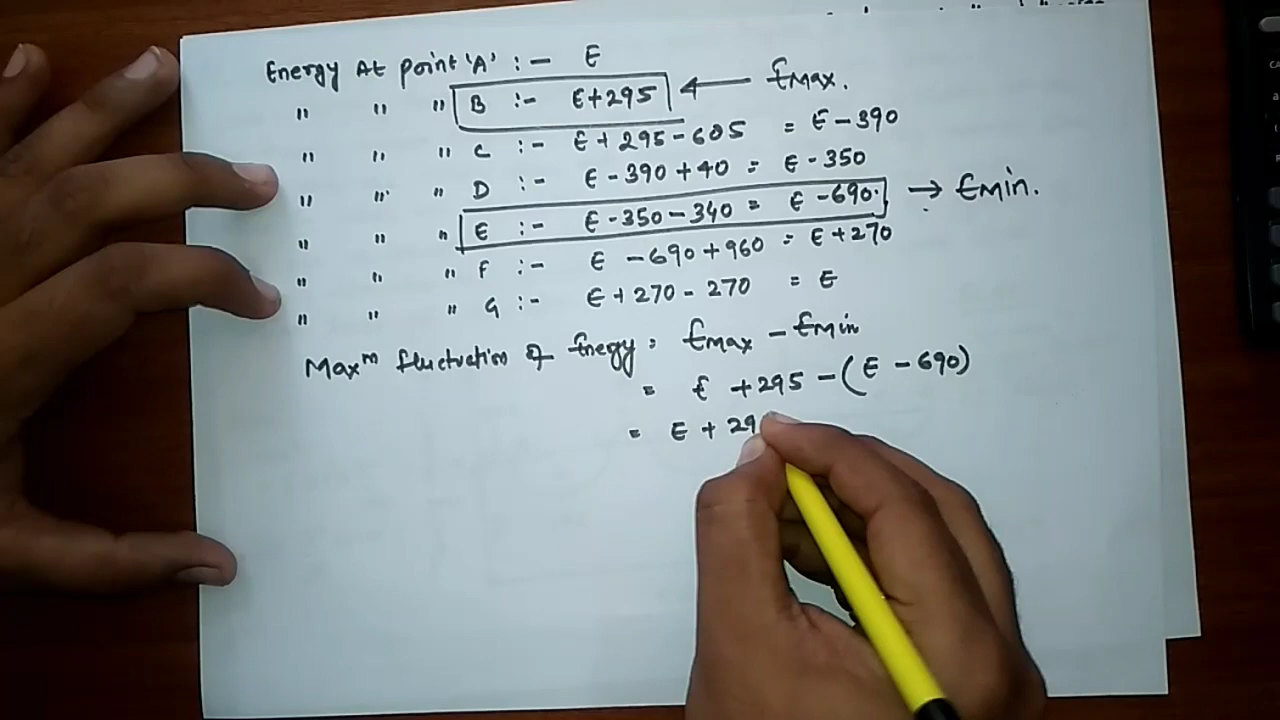 Energy At point 'A' :- E
" " " B :- E+295 ← Emax.
" " " C :- E+295-685 = E-390
" " " D :- E-390+40 = E-350
" " " E :- E-350-340 = E-690. → Emin.
" " " F :- E-690+960 = E+270
" " " G :- E+270-270 = E
Maxᵐ fluctuation of Energy = Emax - Emin
= E +295 -(E -690)
= E + 29